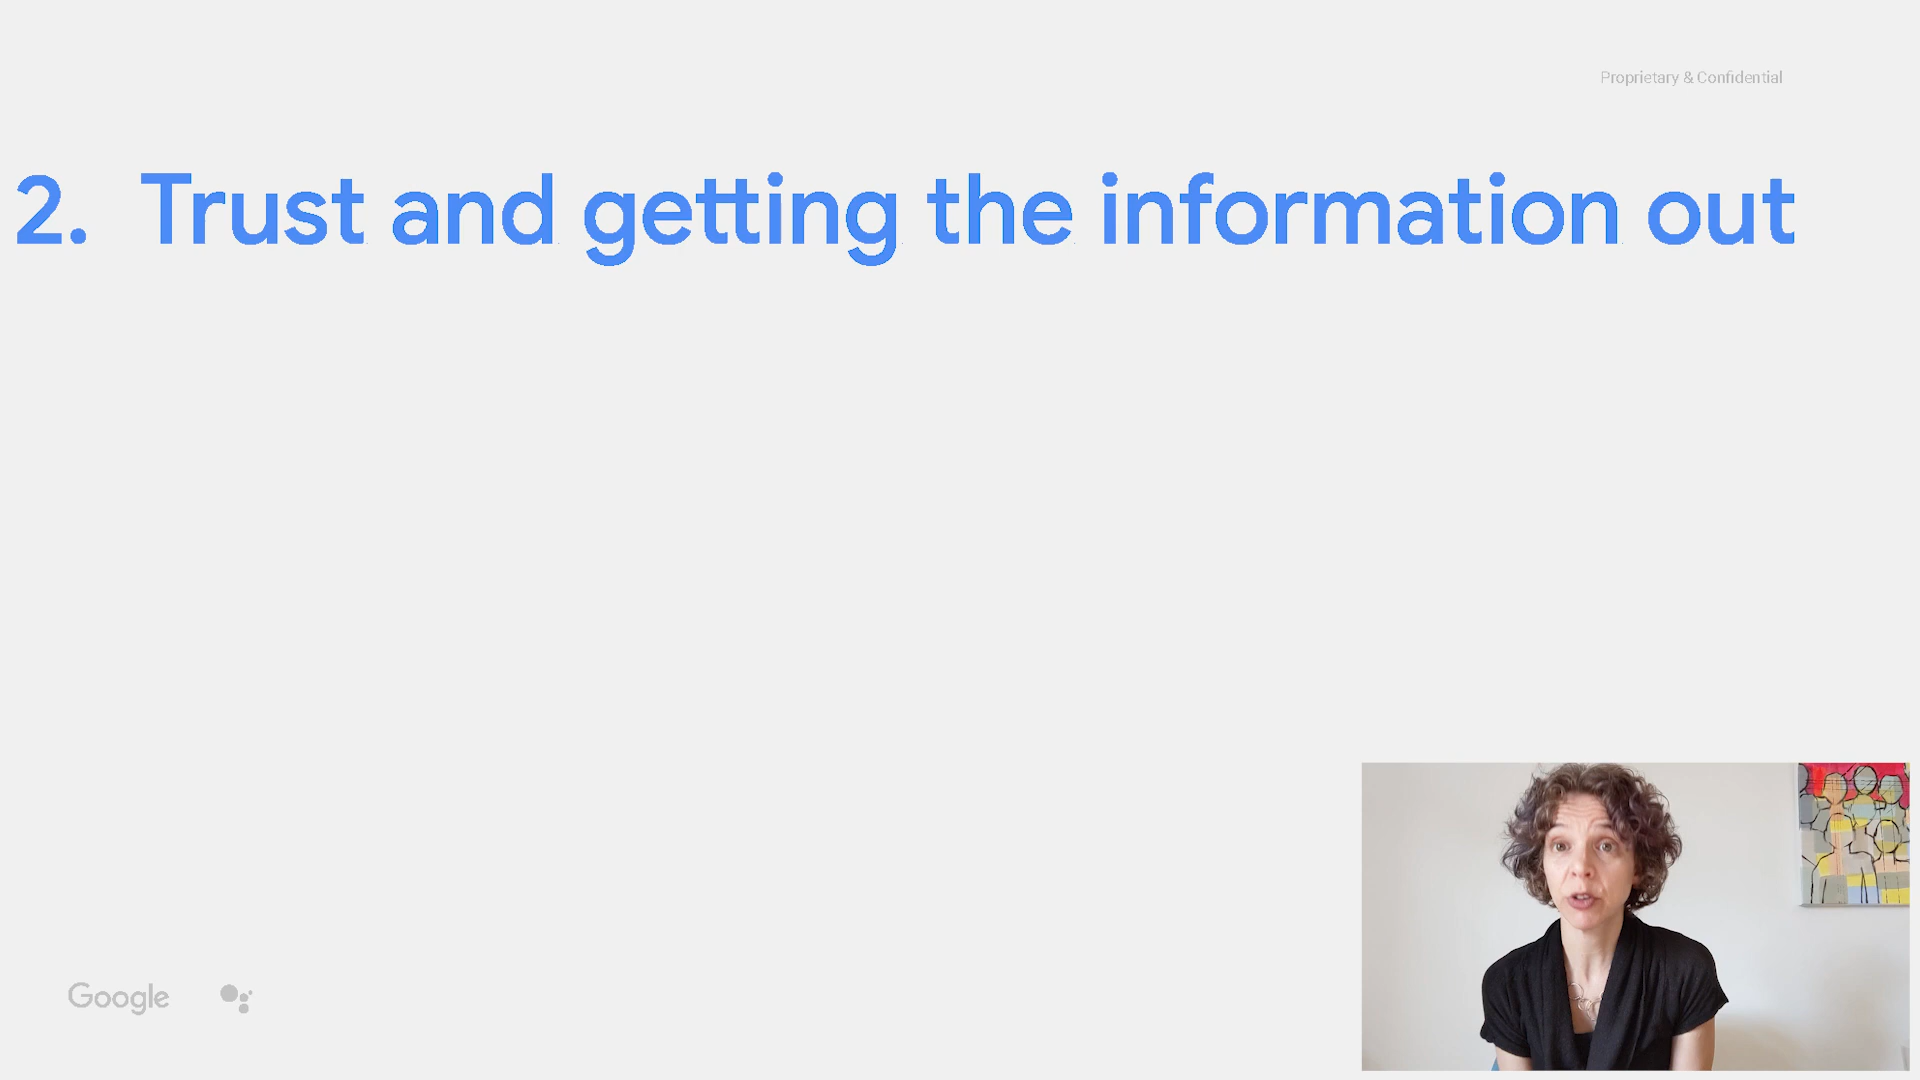 Proprietary & Confidential
2. Trust and getting the information out
Google